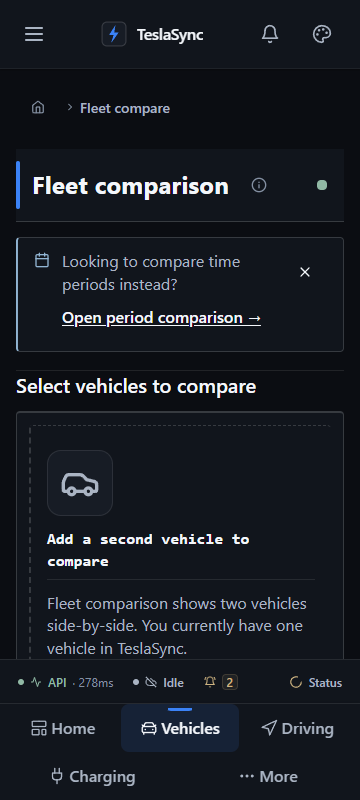 TeslaSync
Fleet compare
Fleet comparison
Looking to compare time
periods instead?
Open period comparison →
Select vehicles to compare
Add a second vehicle to
compare
Fleet comparison shows two vehicles
side-by-side. You currently have one
vehicle in TeslaSync.
API · 278ms Idle 2 Status
Home Vehicles Driving
Charging More